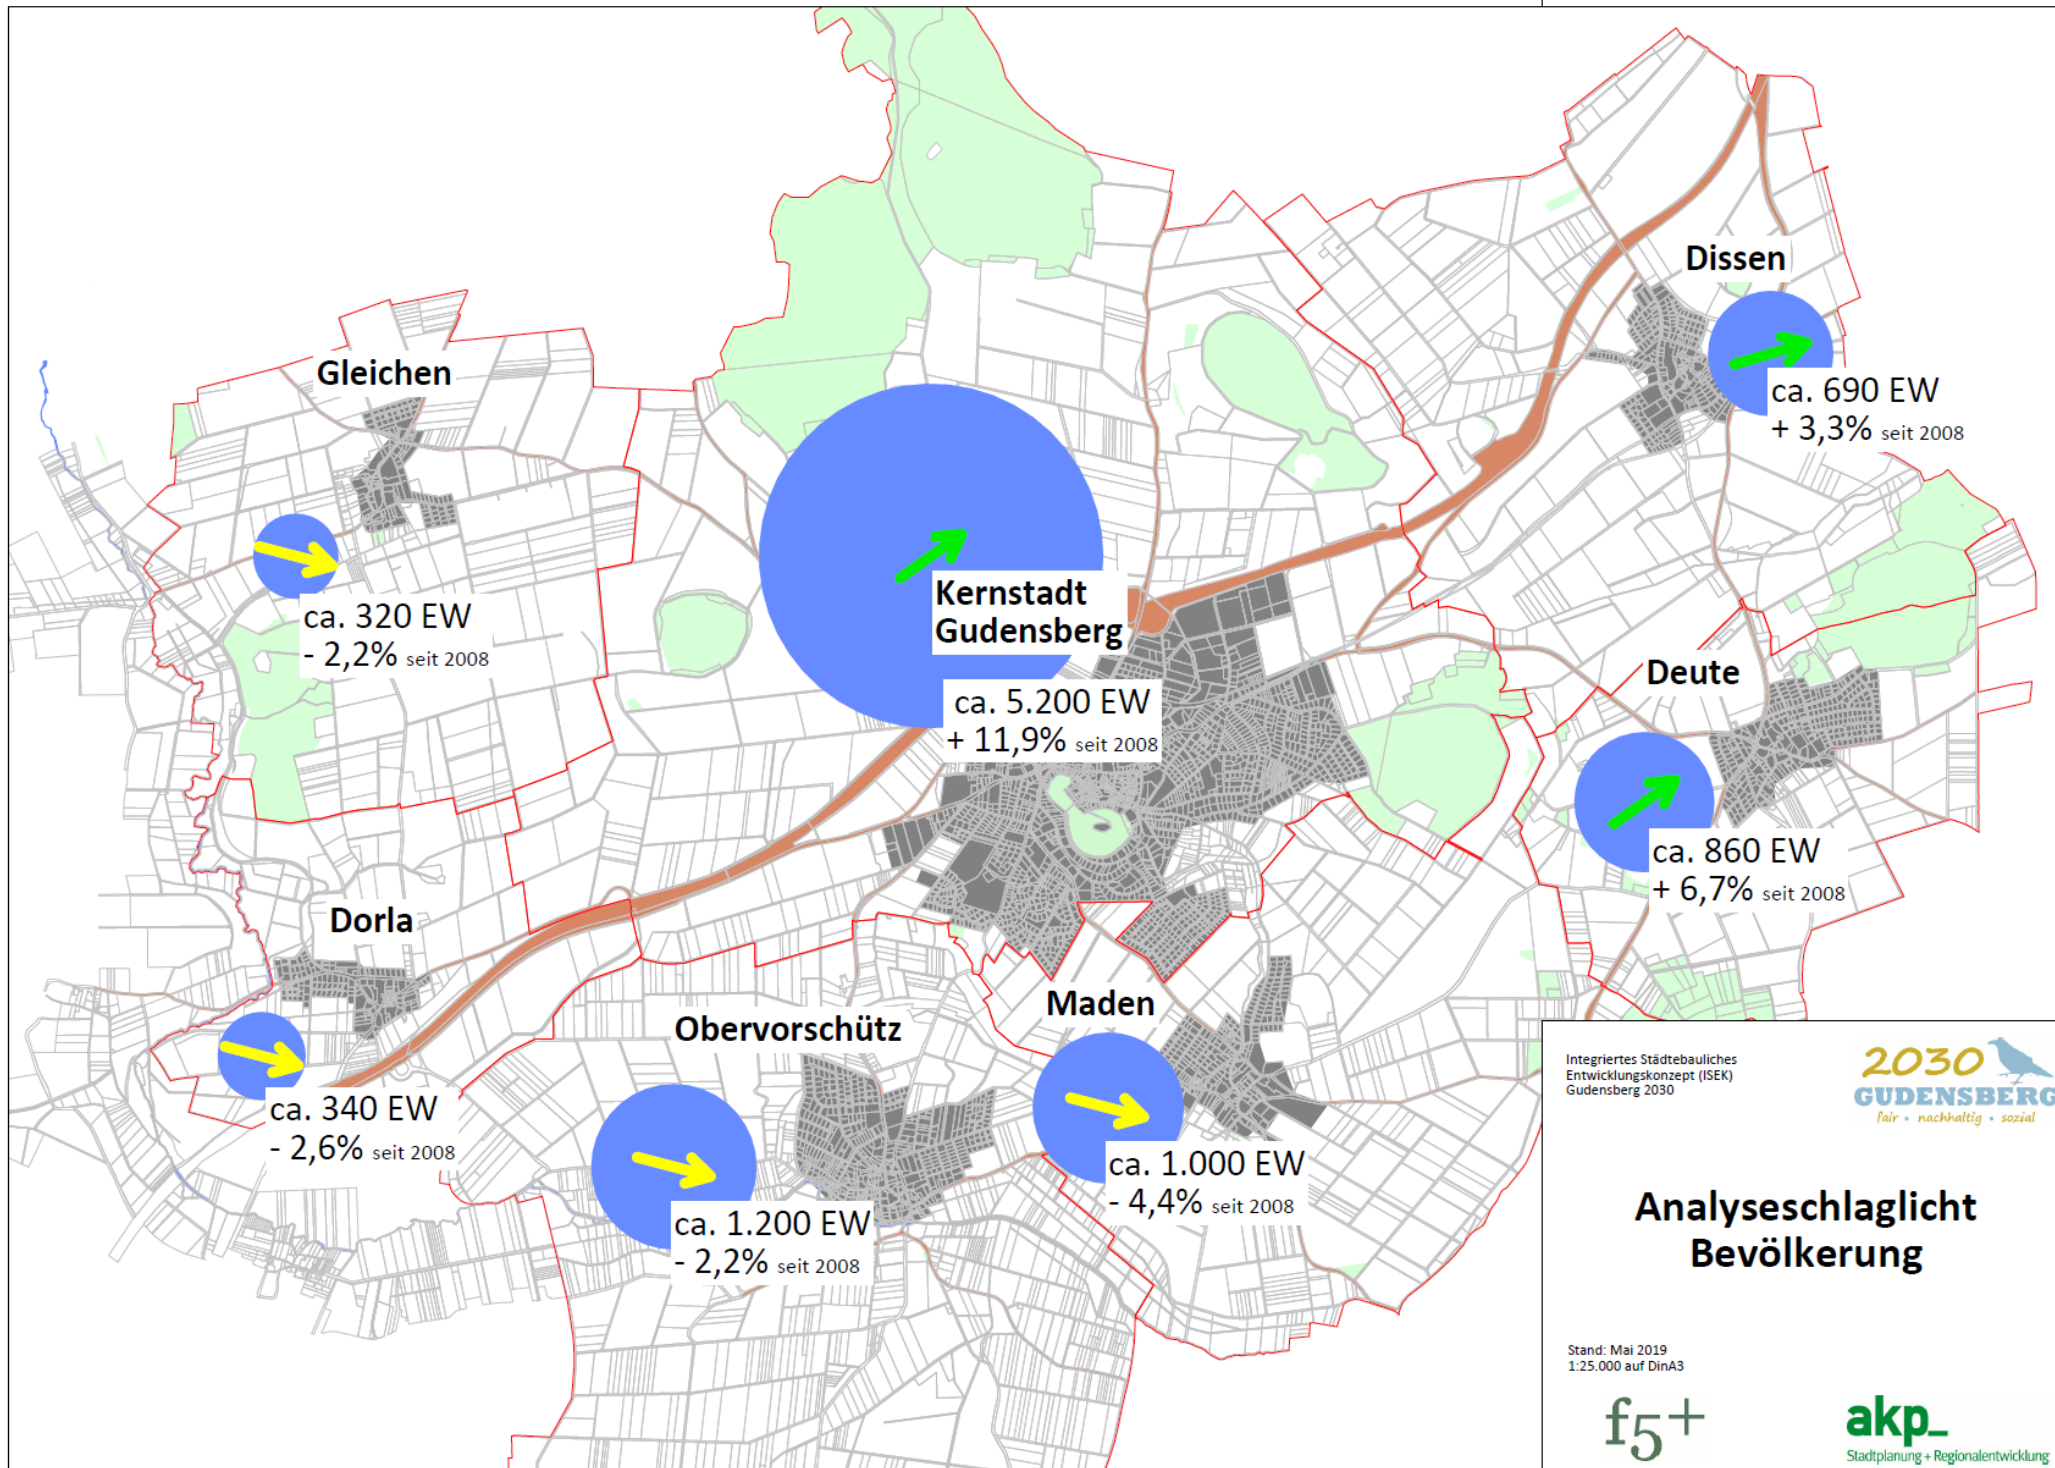 Dissen
ca. 690 EW
+ 3,3% seit 2008
Gleichen
ca. 320 EW
- 2,2% seit 2008
Kernstadt
Gudensberg
ca. 5.200 EW
+ 11,9% seit 2008
Deute
ca. 860 EW
+ 6,7% seit 2008
Dorla
ca. 340 EW
- 2,6% seit 2008
Obervorschütz
ca. 1.200 EW
- 2,2% seit 2008
Maden
ca. 1.000 EW
- 4,4% seit 2008
Integriertes Städtebauliches
Entwicklungskonzept (ISEK)
Gudensberg 2030
2030
GUDENSBERG
fair • nachhaltig • sozial
Analyseschlaglicht
Bevölkerung
Stand: Mai 2019
1:25.000 auf DinA3
f5+
akp_
Stadtplanung + Regionalentwicklung